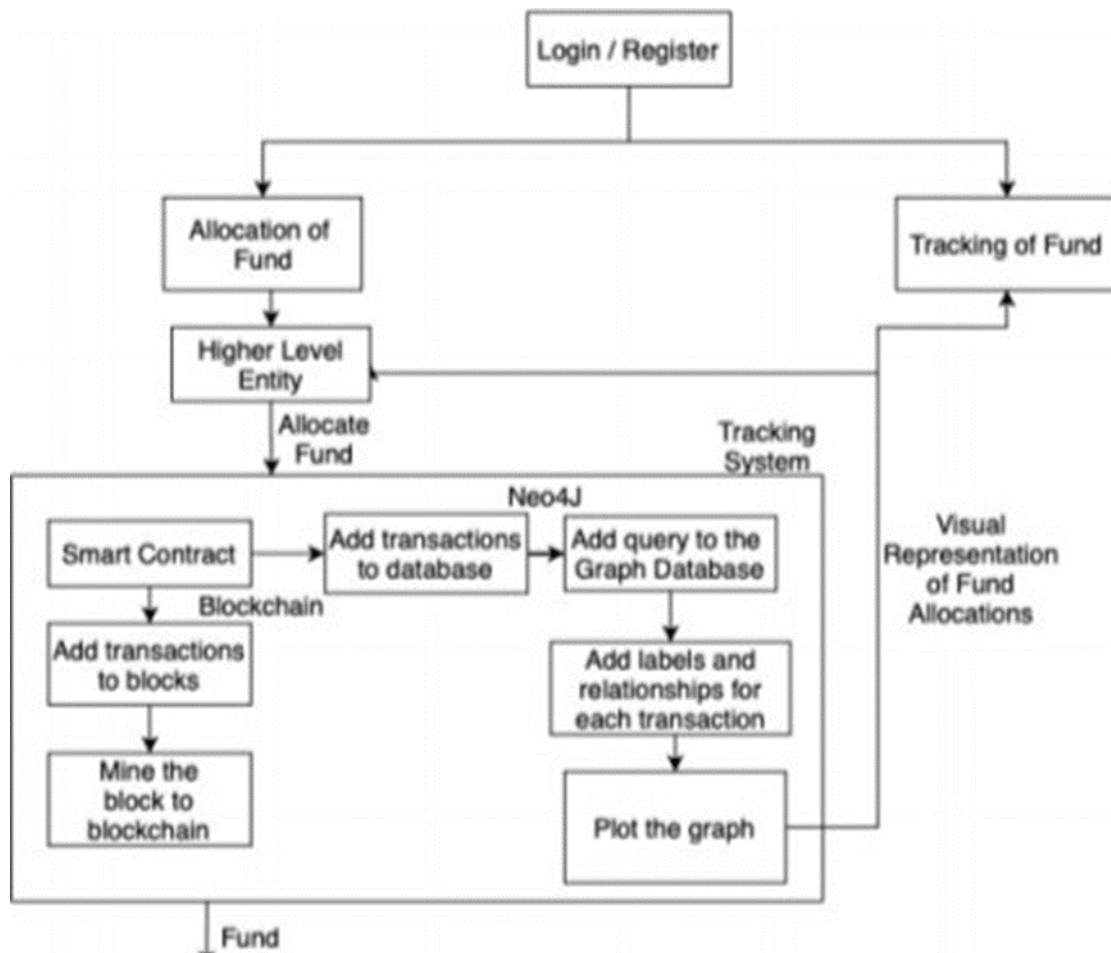 Login / Register
Allocation of
Fund
Tracking of Fund
Higher Level
Entity
Allocate
Fund
Tracking
System
Neo4J
Smart Contract
Add transactions
to database
Add query to the
Graph Database
Visual
Representation
of Fund
Allocations
Blockchain
Add transactions
to blocks
Add labels and
relationships for
each transaction
Mine the
block to
blockchain
Plot the graph
Fund